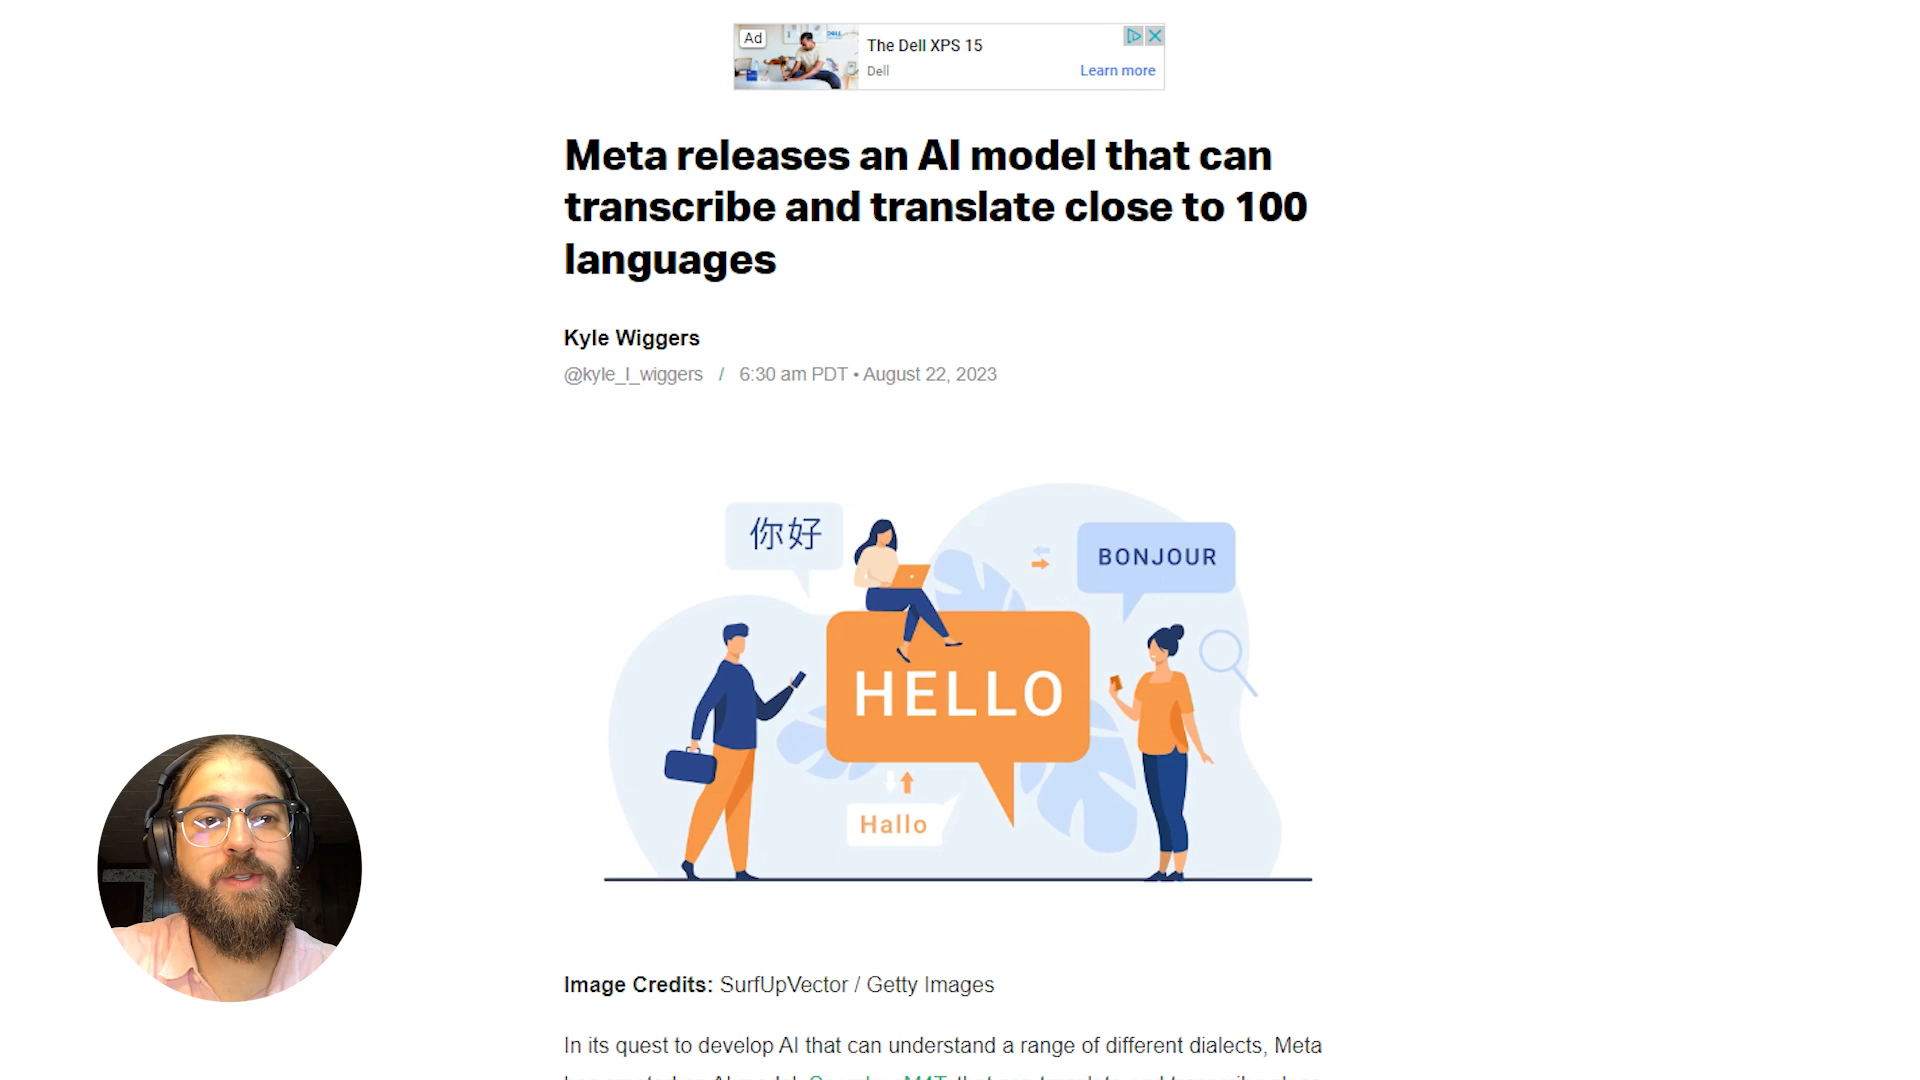 Ad
The Dell XPS 15
Dell
Learn more
Meta releases an AI model that can
transcribe and translate close to 100
languages
Kyle Wiggers
@kyle_l_wiggers / 6:30 am PDT • August 22, 2023
你好
BONJOUR
HELLO
Hallo
Image Credits: SurfUpVector / Getty Images
In its quest to develop AI that can understand a range of different dialects, Meta